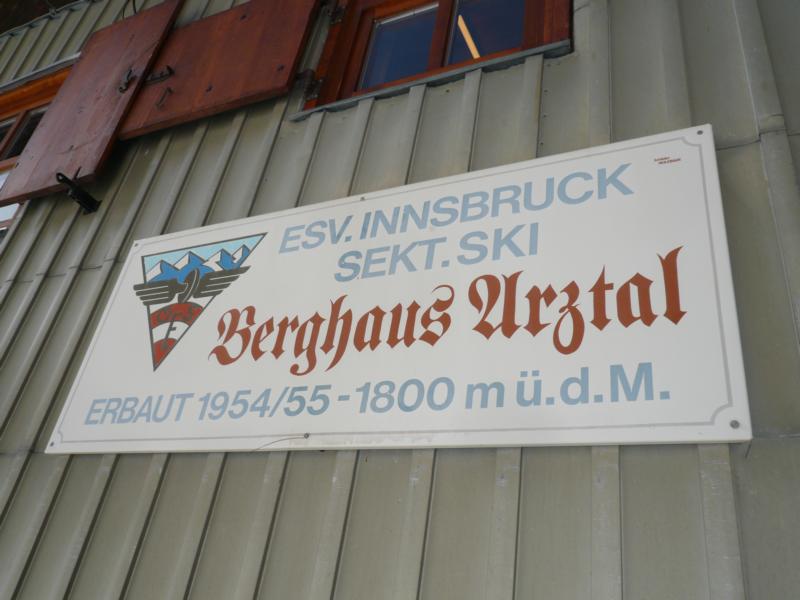 ESV. INNSBRUCK
SEKT. SKI
Berghaus Arztal
ERBAUT 1954/55 - 1800 m ü.d.M.